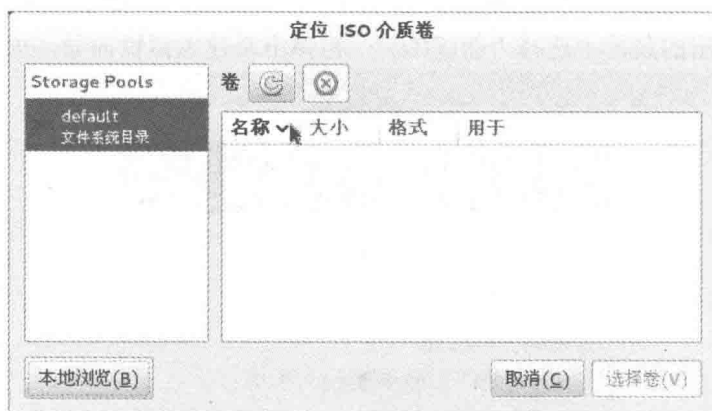 定位 ISO 介质卷
Storage Pools
卷
default
文件系统目录
名称 大小 格式 用于
本地浏览(B)
取消(C)
选择卷(V)